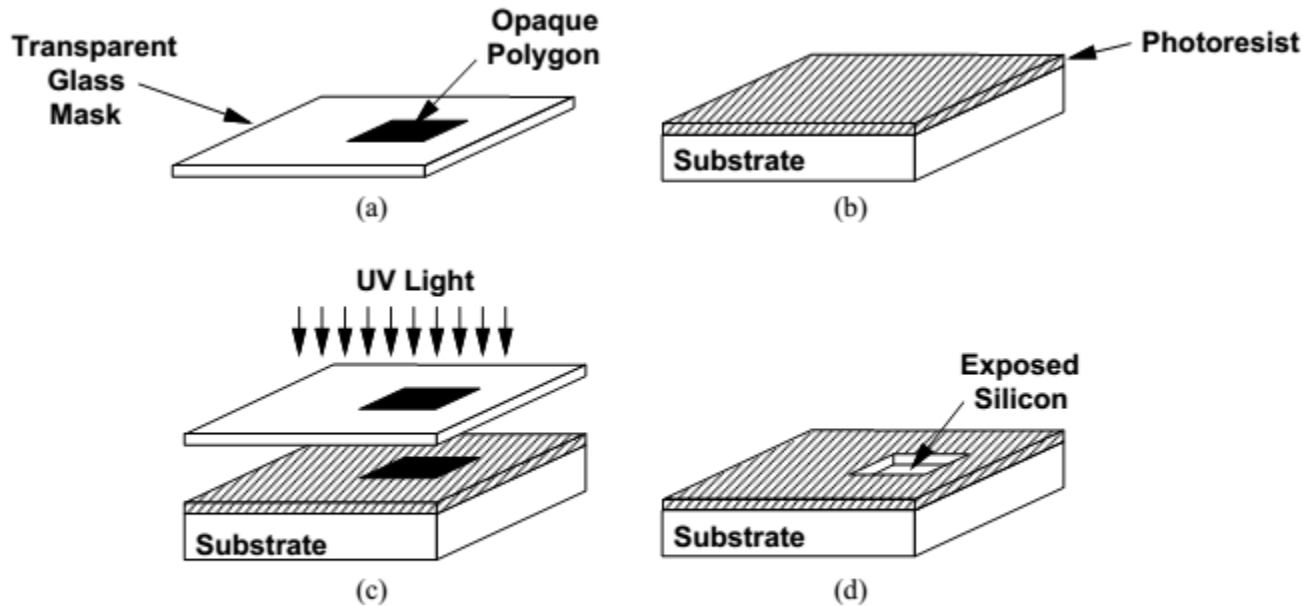 Transparent
Glass
Mask
Opaque
Polygon
(a)
Photoresist
Substrate
(b)
UV Light
Substrate
(c)
Exposed
Silicon
Substrate
(d)